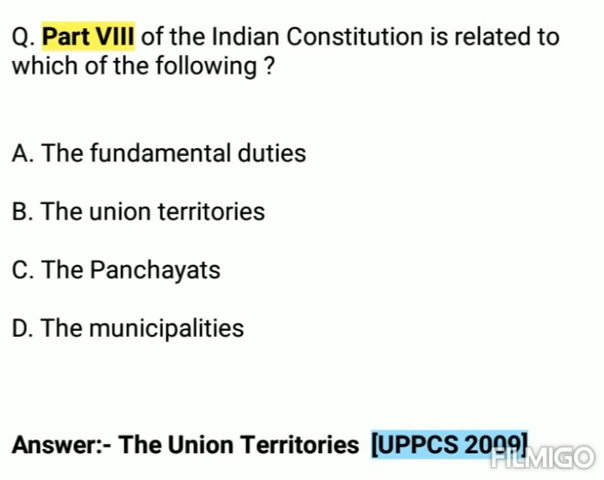 Q. Part VIII of the Indian Constitution is related to
which of the following ?
A. The fundamental duties
B. The union territories
C. The Panchayats
D. The municipalities
Answer:- The Union Territories [UPPCS 2009]
FILMIGO